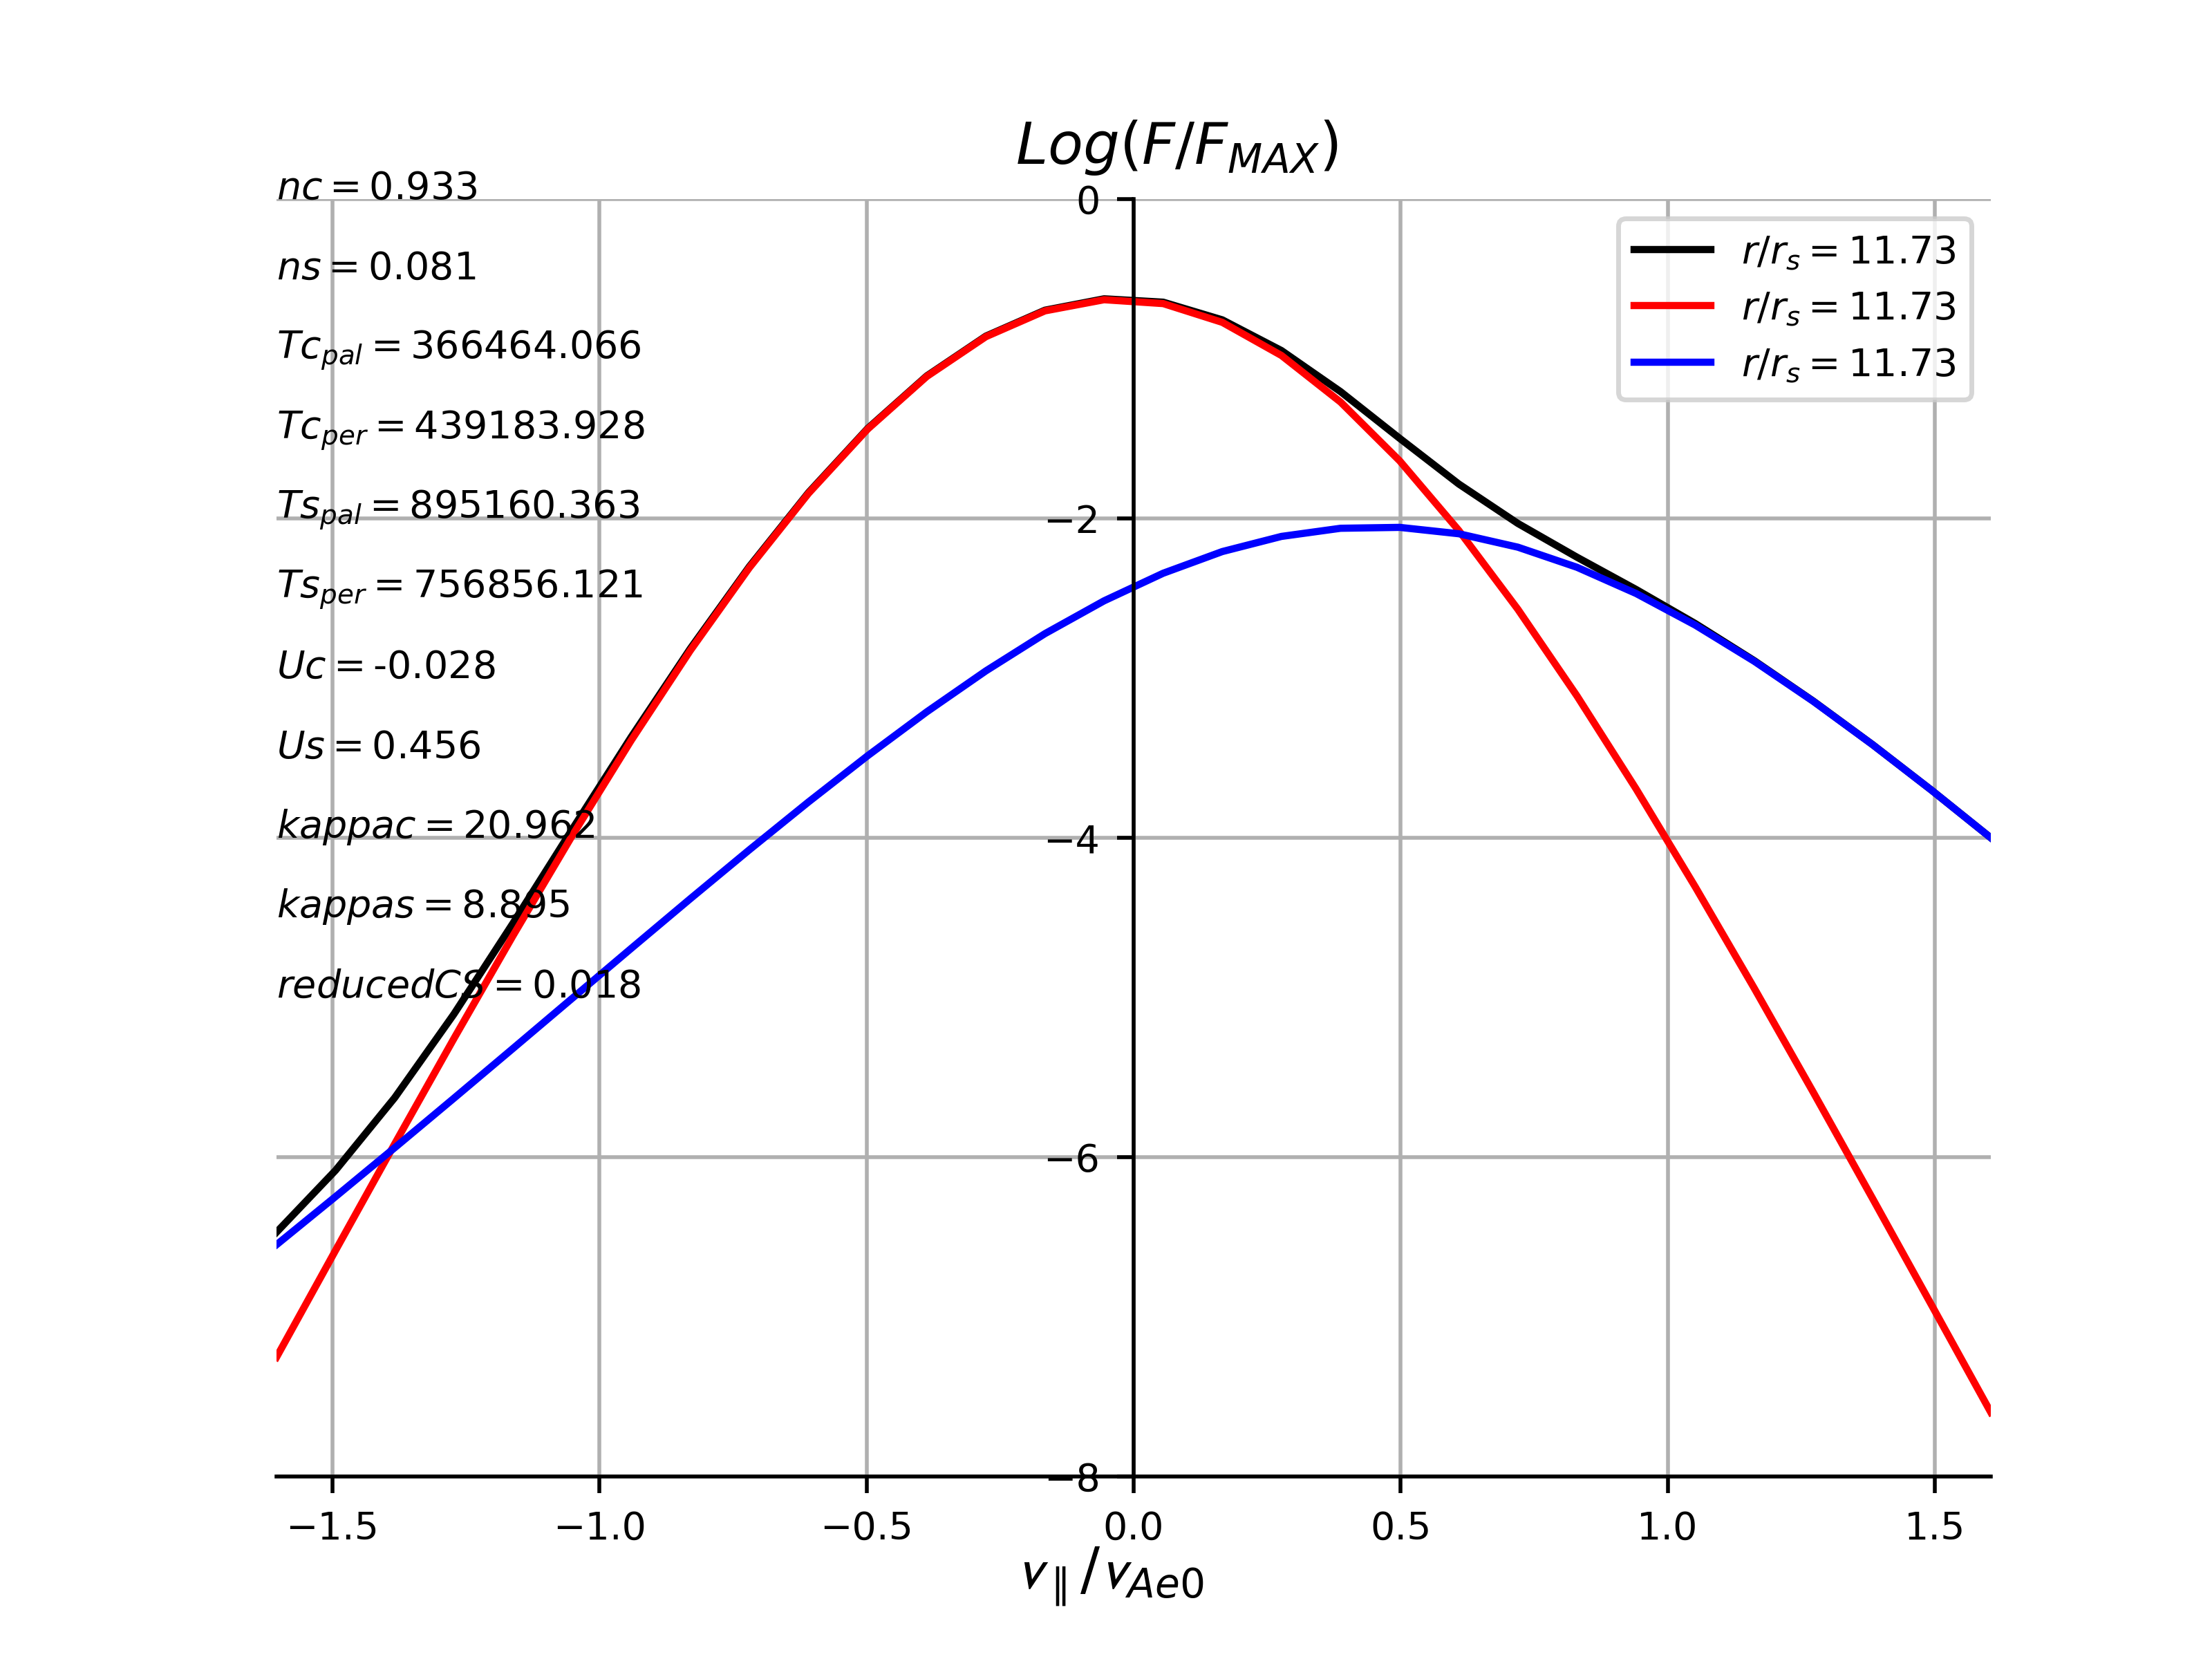 Log(F/F_MAX)
nc = 0.933
ns = 0.081
Tc_pal = 366464.066
Tc_per = 439183.928
Ts_pal = 895160.363
Ts_per = 756856.121
Uc = -0.028
Us = 0.456
kappac = 20.962
kappas = 8.895
reducedCS = 0.018
0
−2
−4
−6
−8
r/r_s = 11.73
r/r_s = 11.73
r/r_s = 11.73
−1.5 −1.0 −0.5 0.0 0.5 1.0 1.5
v_∥/v_Ae0